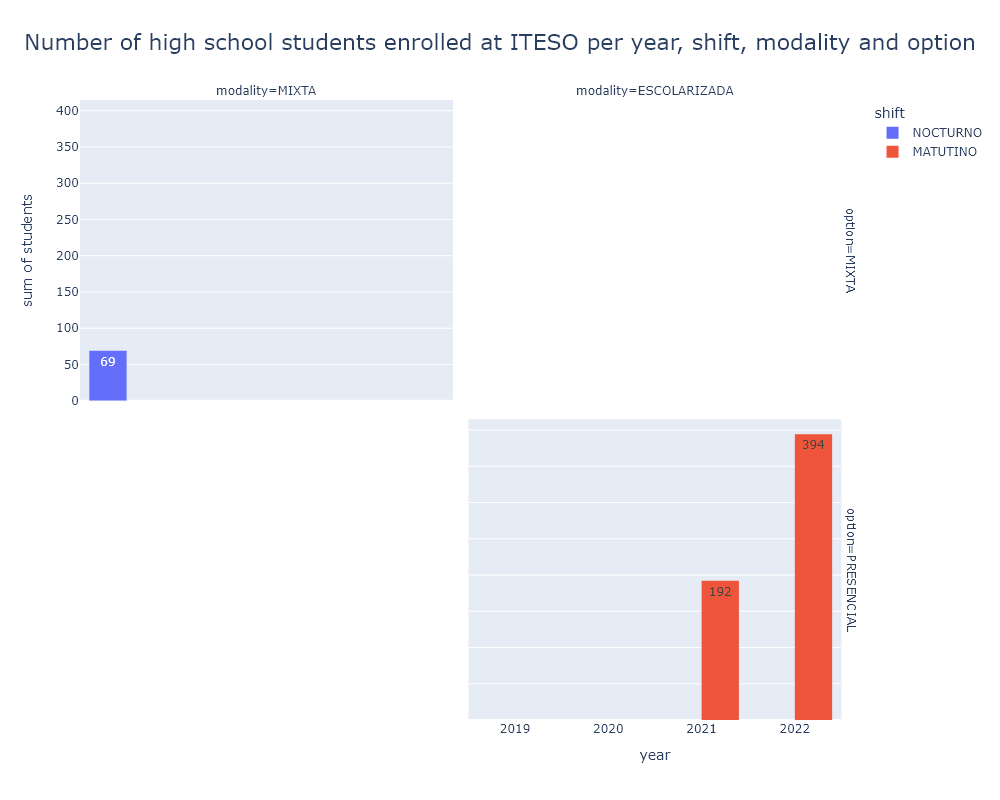 Number of high school students enrolled at ITESO per year, shift, modality and option
modality=MIXTA
modality=ESCOLARIZADA
shift
NOCTURNO
MATUTINO
400
350
300
250
200
150
100
50
0
sum of students
69
option=MIXTA
394
192
option=PRESENCIAL
2019
2020
2021
2022
year